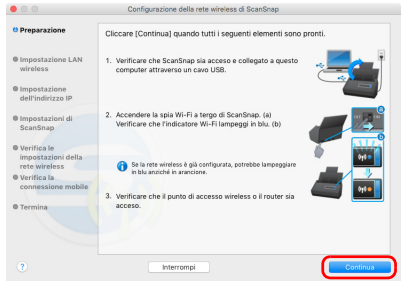 Configurazione della rete wireless di ScanSnap
Preparazione
Impostazione LAN
wireless
Impostazione
dell'indirizzo IP
Impostazioni di
ScanSnap
Verifica le
impostazioni della
rete wireless
Verifica la
connessione mobile
Termina
Cliccare [Continua] quando tutti i seguenti elementi sono pronti.
1. Verificare che ScanSnap sia acceso e collegato a questo
computer attraverso un cavo USB.
2. Accendere la spia Wi-Fi a tergo di ScanSnap. (a)
Verificare che l'indicatore Wi-Fi lampeggi in blu. (b)
Se la rete wireless è già configurata, potrebbe lampeggiare
in blu anziché in arancione.
3. Verificare che il punto di accesso wireless o il router sia
acceso.
a
b
?
Interrompi
Continua